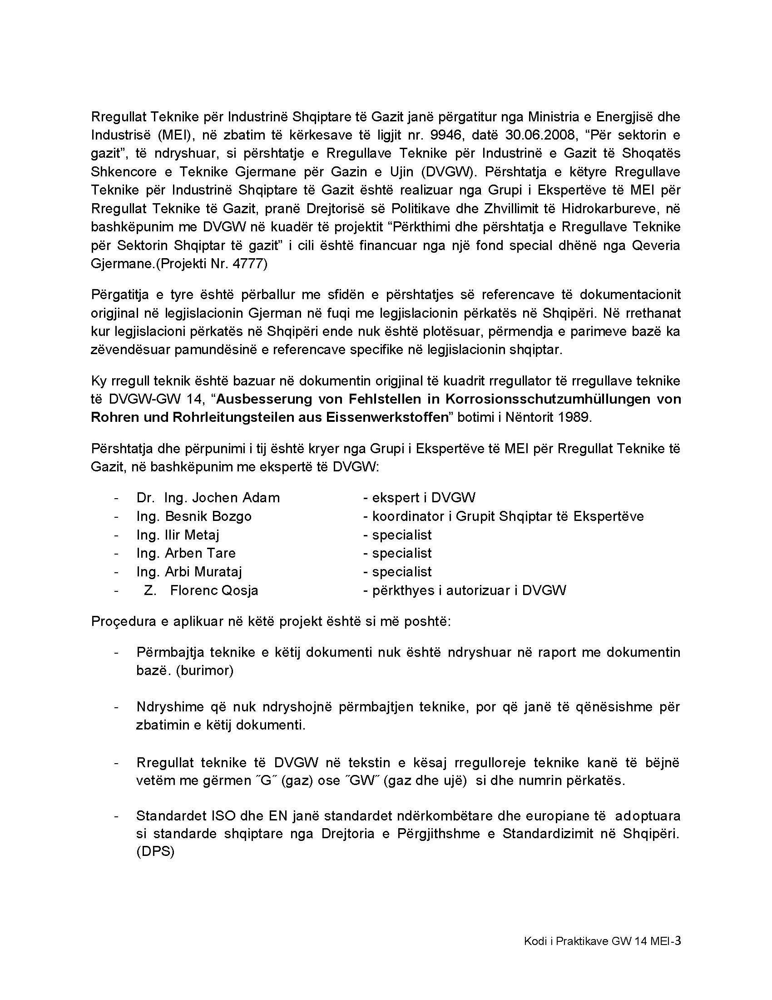 Rregullat Teknike për Industrinë Shqiptare të Gazit janë përgatitur nga Ministria e Energjisë dhe
Industrisë (MEI), në zbatim të kërkesave të ligjit nr. 9946, datë 30.06.2008, “Për sektorin e
gazit”, të ndryshuar, si përshtatje e Rregullave Teknike për Industrinë e Gazit të Shoqatës
Shkencore e Teknike Gjermane për Gazin e Ujin (DVGW). Përshtatja e këtyre Rregullave
Teknike për Industrinë Shqiptare të Gazit është realizuar nga Grupi i Ekspertëve të MEI për
Rregullat Teknike të Gazit, pranë Drejtorisë së Politikave dhe Zhvillimit të Hidrokarbureve, në
bashkëpunim me DVGW në kuadër të projektit “Përkthimi dhe përshtatja e Rregullave Teknike
për Sektorin Shqiptar të gazit” i cili është financuar nga një fond special dhënë nga Qeveria
Gjermane.(Projekti Nr. 4777)
Përgatitja e tyre është përballur me sfidën e përshtatjes së referencave të dokumentacionit
origjinal në legjislacionin Gjerman në fuqi me legjislacionin përkatës në Shqipëri. Në rrethanat
kur legjislacioni përkatës në Shqipëri ende nuk është plotësuar, përmendja e parimeve bazë ka
zëvendësuar pamundësinë e referencave specifike në legjislacionin shqiptar.
Ky rregull teknik është bazuar në dokumentin origjinal të kuadrit rregullator të rregullave teknike
të DVGW-GW 14, “Ausbesserung von Fehlstellen in Korrosionsschutzumhüllungen von
Rohren und Rohrleitungsteilen aus Eissenwerkstoffen” botimi i Nëntorit 1989.
Përshtatja dhe përpunimi i tij është kryer nga Grupi i Ekspertëve të MEI për Rregullat Teknike të
Gazit, në bashkëpunim me ekspertë të DVGW:
- Dr. Ing. Jochen Adam - ekspert i DVGW
- Ing. Besnik Bozgo - koordinator i Grupit Shqiptar të Ekspertëve
- Ing. Ilir Metaj - specialist
- Ing. Arben Tare - specialist
- Ing. Arbi Murataj - specialist
- Z. Florenc Qosja - përkthyes i autorizuar i DVGW
Proçedura e aplikuar në këtë projekt është si më poshtë:
- Përmbajtja teknike e këtij dokumenti nuk është ndryshuar në raport me dokumentin
bazë. (burimor)
- Ndryshime që nuk ndryshojnë përmbajtjen teknike, por që janë të qënësishme për
zbatimin e këtij dokumenti.
- Rregullat teknike të DVGW në tekstin e kësaj rregulloreje teknike kanë të bëjnë
vetëm me gërmen ˝G˝ (gaz) ose ˝GW˝ (gaz dhe ujë) si dhe numrin përkatës.
- Standardet ISO dhe EN janë standardet ndërkombëtare dhe europiane të adoptuara
si standarde shqiptare nga Drejtoria e Përgjithshme e Standardizimit në Shqipëri.
(DPS)
Kodi i Praktikave GW 14 MEI-3